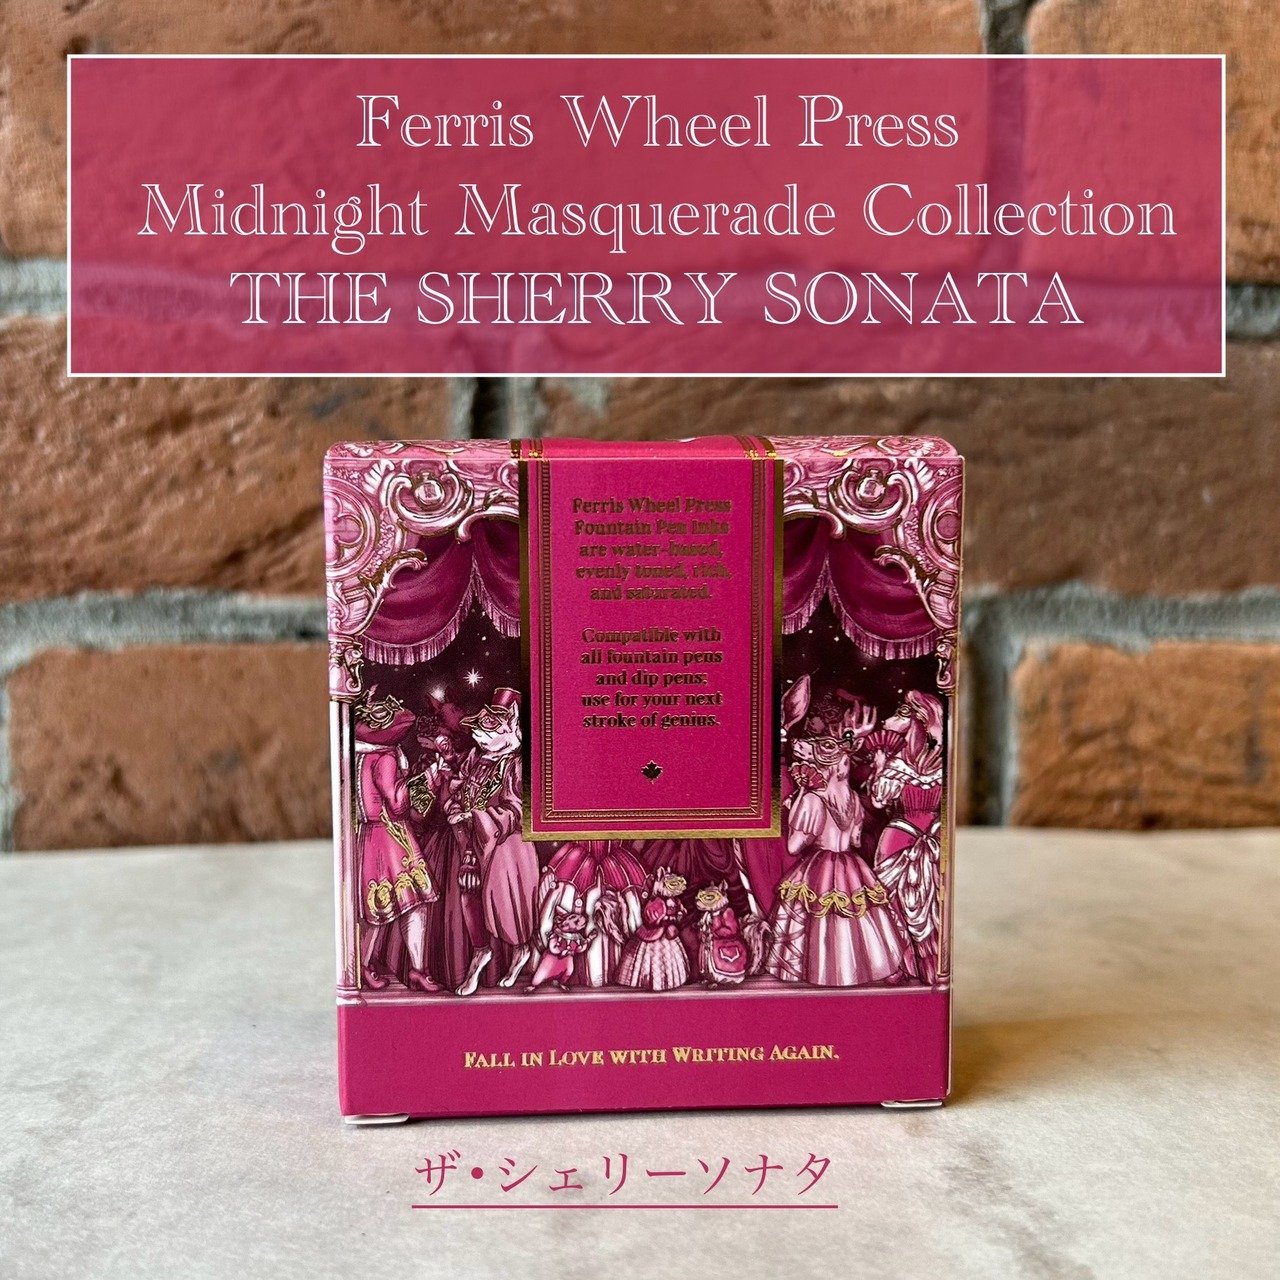 Ferris Wheel Press
Midnight Masquerade Collection
THE SHERRY SONATA
Ferris Wheel Press
Fountain Pen Inks
are water-based,
evenly toned, rich,
and saturated.
Compatible with
all fountain pens
and dip pens;
use for your next
stroke of genius.
FALL IN LOVE WITH WRITING AGAIN.
ザ・シェリーソナタ